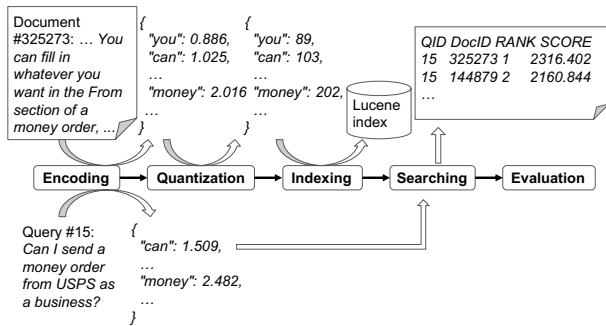 Document
#325273: … You
can fill in
whatever you
want in the From
section of a
money order, ...
{
"you": 0.886,
"can": 1.025,
…
"money": 2.016
…
}
{
"you": 89,
"can": 103,
…
"money": 202,
…
}
Lucene
index
QID DocID RANK SCORE
15 325273 1 2316.402
15 144879 2 2160.844
…
Encoding
Quantization
Indexing
Searching
Evaluation
Query #15:
Can I send a
money order
from USPS as
a business?
{
"can": 1.509,
…
"money": 2.482,
…
}